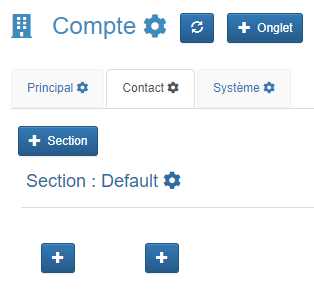 Compte
Onglet
Principal
Contact
Système
Section
Section : Default